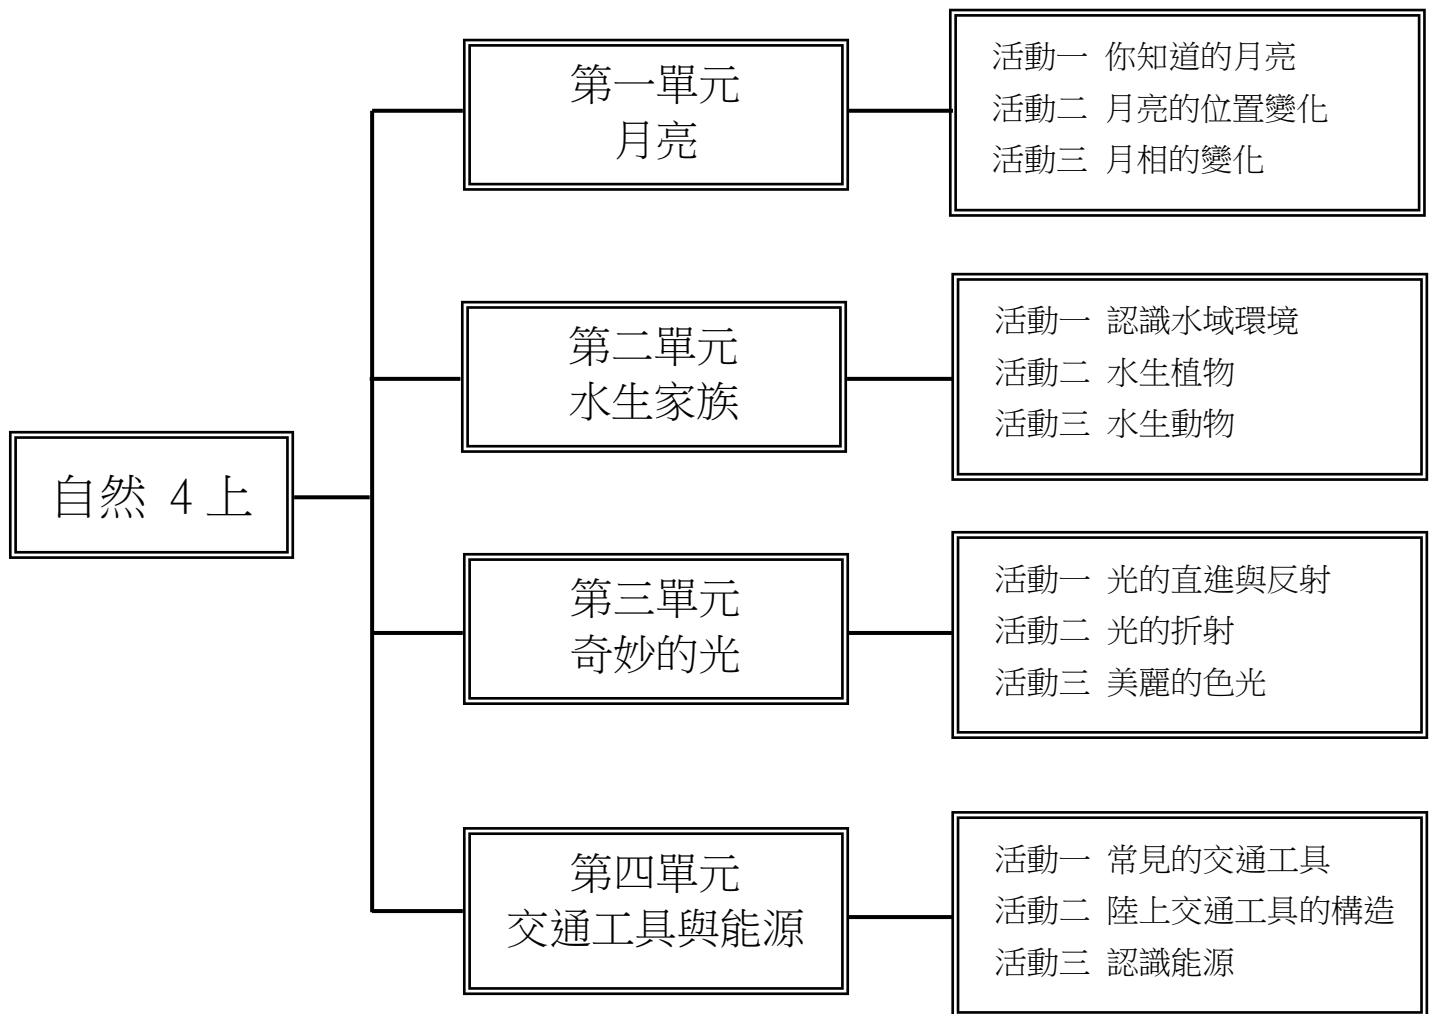 自然 4上
第一單元
月亮
活動一 你知道的月亮
活動二 月亮的位置變化
活動三 月相的變化
第二單元
水生家族
活動一 認識水域環境
活動二 水生植物
活動三 水生動物
第三單元
奇妙的光
活動一 光的直進與反射
活動二 光的折射
活動三 美麗的色光
第四單元
交通工具與能源
活動一 常見的交通工具
活動二 陸上交通工具的構造
活動三 認識能源